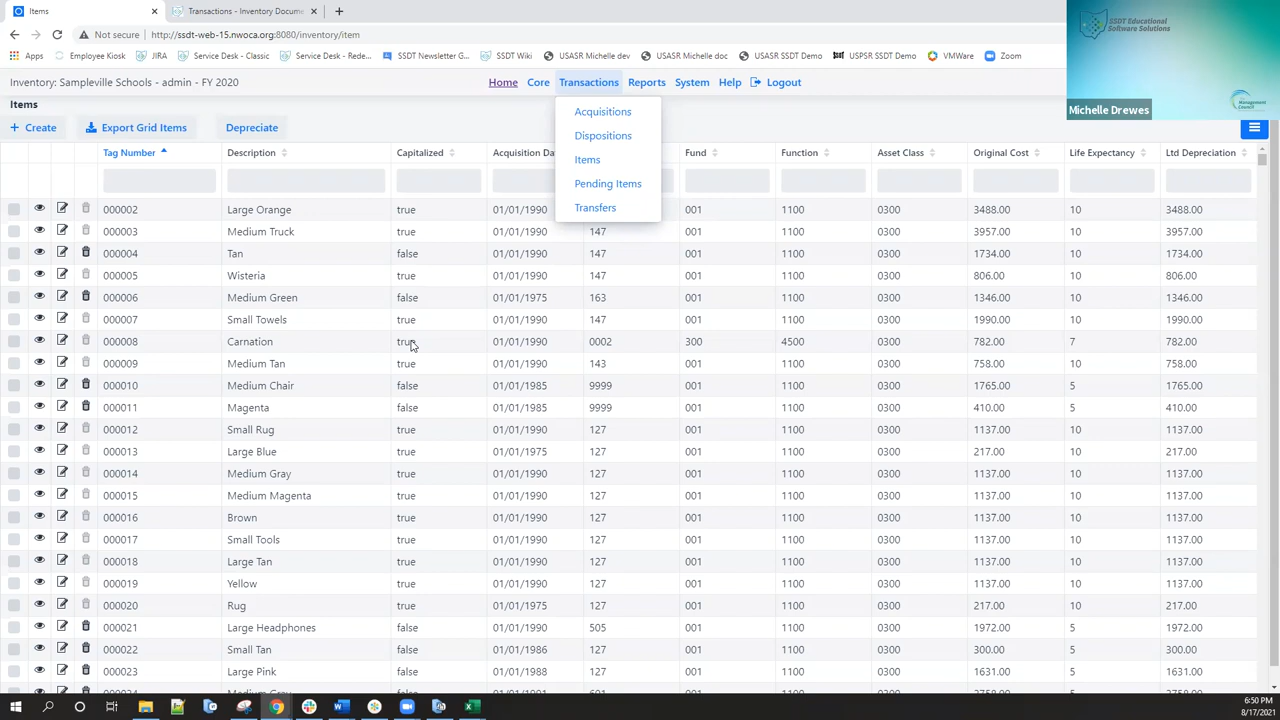 Items
Transactions - Inventory Docume
Not secure
http://ssdt-web-15.nwoca.org:8080/inventory/item
Apps Employee Kiosk JIRA Service Desk - Classic Service Desk - Rede... SSDT Newsletter G... SSDT Wiki USASR Michelle dev USASR Michelle doc USASR SSDT Demo USPSR SSDT Demo VMWare Zoom
SSDT Educational
Software Solutions
Management
Council
Michelle Drewes
Inventory: Sampleville Schools - admin - FY 2020
Home Core Transactions Reports System Help Logout
Acquisitions
Dispositions
Items
Pending Items
Transfers
Items
Create Export Grid Items Depreciate
Tag Number Description Capitalized Acquisition Da Fund Function Asset Class Original Cost Life Expectancy Ltd Depreciation
000002 Large Orange true 01/01/1990 001 1100 0300 3488.00 10 3488.00
000003 Medium Truck true 01/01/1990 147 001 1100 0300 3957.00 10 3957.00
000004 Tan false 01/01/1990 147 001 1100 0300 1734.00 10 1734.00
000005 Wisteria true 01/01/1990 147 001 1100 0300 806.00 10 806.00
000006 Medium Green false 01/01/1975 163 001 1100 0300 1346.00 10 1346.00
000007 Small Towels true 01/01/1990 147 001 1100 0300 1990.00 10 1990.00
000008 Carnation true 01/01/1990 0002 300 4500 0300 782.00 7 782.00
000009 Medium Tan true 01/01/1990 143 001 1100 0300 758.00 10 758.00
000010 Medium Chair false 01/01/1985 9999 001 1100 0300 1765.00 5 1765.00
000011 Magenta false 01/01/1985 9999 001 1100 0300 410.00 5 410.00
000012 Small Rug true 01/01/1990 127 001 1100 0300 1137.00 10 1137.00
000013 Large Blue true 01/01/1975 127 001 1100 0300 217.00 10 217.00
000014 Medium Gray true 01/01/1990 127 001 1100 0300 1137.00 10 1137.00
000015 Medium Magenta true 01/01/1990 127 001 1100 0300 1137.00 10 1137.00
000016 Brown true 01/01/1990 127 001 1100 0300 1137.00 10 1137.00
000017 Small Tools true 01/01/1990 127 001 1100 0300 1137.00 10 1137.00
000018 Large Tan true 01/01/1990 127 001 1100 0300 1137.00 10 1137.00
000019 Yellow true 01/01/1990 127 001 1100 0300 1137.00 10 1137.00
000020 Rug true 01/01/1975 127 001 1100 0300 217.00 10 217.00
000021 Large Headphones false 01/01/1990 505 001 1100 0300 1972.00 5 1972.00
000022 Small Tan false 01/01/1986 127 001 1100 0300 300.00 5 300.00
000023 Large Pink false 01/01/1988 127 001 1100 0300 1631.00 5 1631.00
6:50 PM
8/17/2021